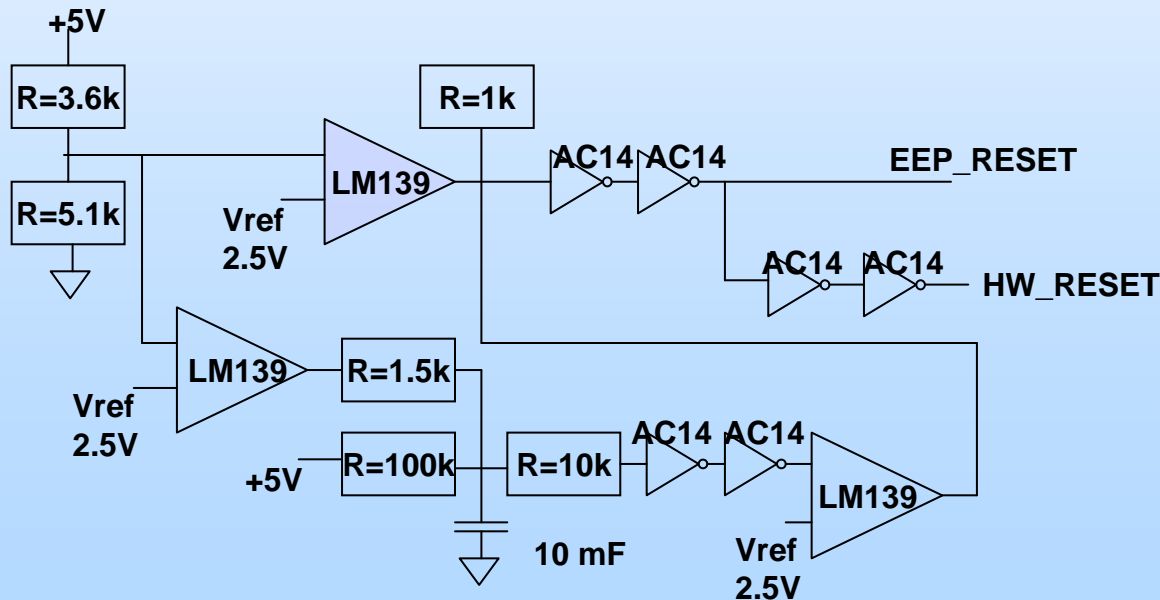 +5V
R=3.6k
R=1k
AC14
AC14
EEP_RESET
LM139
R=5.1k
Vref
2.5V
AC14
AC14
HW_RESET
LM139
R=1.5k
Vref
2.5V
AC14
AC14
+5V
R=100k
R=10k
LM139
10 mF
Vref
2.5V